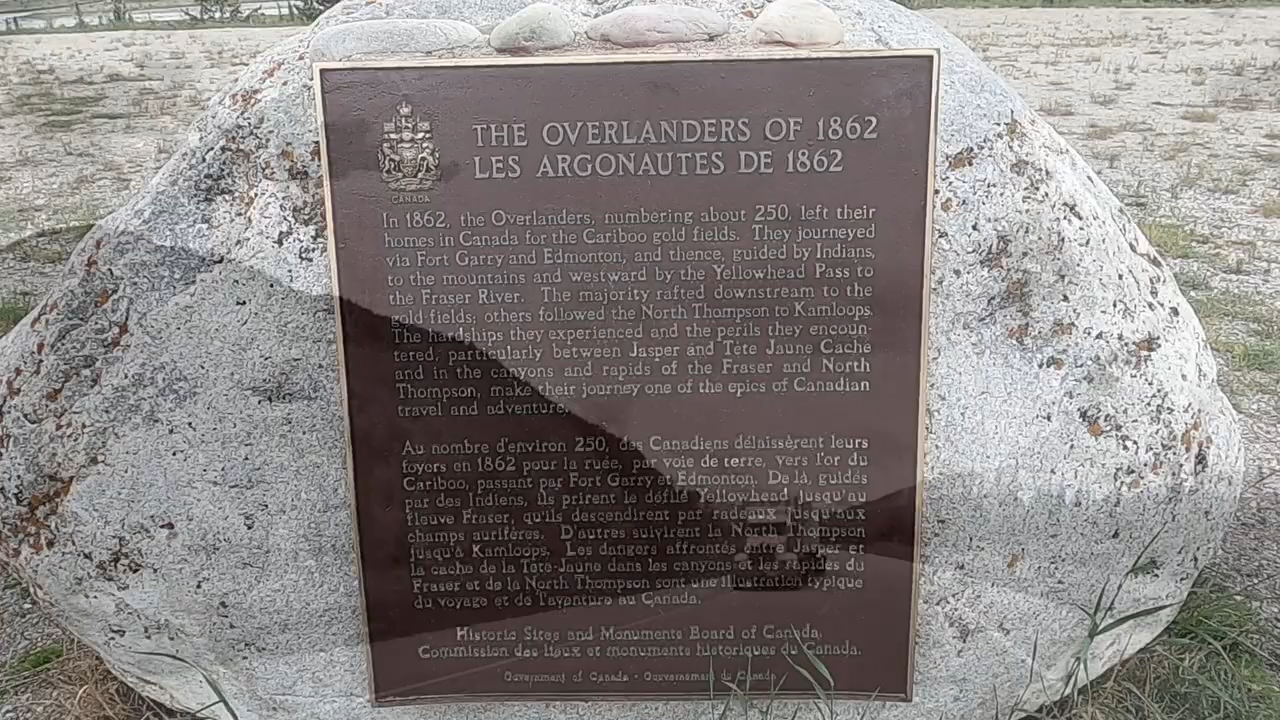 CANADA
THE OVERLANDERS OF 1862
LES ARGONAUTES DE 1862
In 1862, the Overlanders, numbering about 250, left their
homes in Canada for the Cariboo gold fields. They journeyed
via Fort Garry and Edmonton, and thence, guided by Indians,
to the mountains and westward by the Yellowhead Pass to
the Fraser River. The majority rafted downstream to the
gold fields; others followed the North Thompson to Kamloops.
The hardships they experienced and the perils they encoun-
tered, particularly between Jasper and Tête Jaune Cache
and in the canyons and rapids of the Fraser and North
Thompson, make their journey one of the epics of Canadian
travel and adventure.
Au nombre d'environ 250, des Canadiens délaissèrent leurs
foyers en 1862 pour la ruée, par voie de terre, vers l'or du
Cariboo, passant par Fort Garry et Edmonton. De là, guidés
par des Indiens, ils prirent le défilé Yellowhead jusqu'au
fleuve Fraser, qu'ils descendirent par radeaux jusqu'aux
champs aurifères. D'autres suivirent la North Thompson
jusqu'à Kamloops. Les dangers affrontés entre Jasper et
la cache de la Tête-Jaune dans les canyons et les rapides du
Fraser et de la North Thompson sont une illustration typique
du voyage et de l'aventure au Canada.
Historic Sites and Monuments Board of Canada.
Commission des lieux et monuments historiques du Canada.
Government of Canada · Gouvernement du Canada